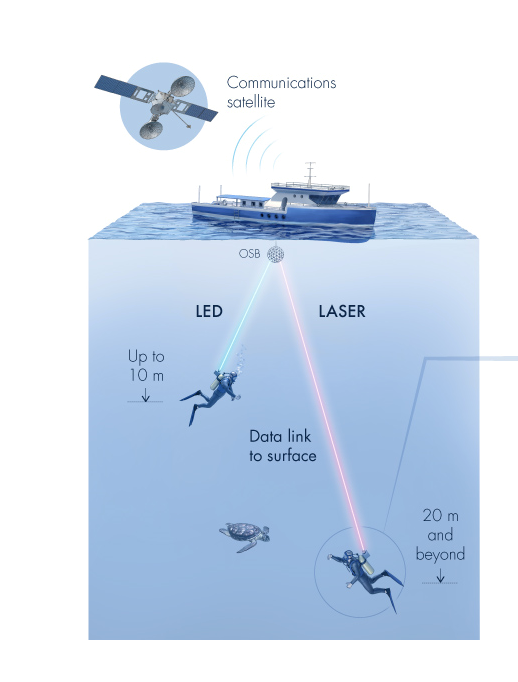 Communications
satellite
OSB
LED
LASER
Up to
10 m
Data link
to surface
20 m
and
beyond